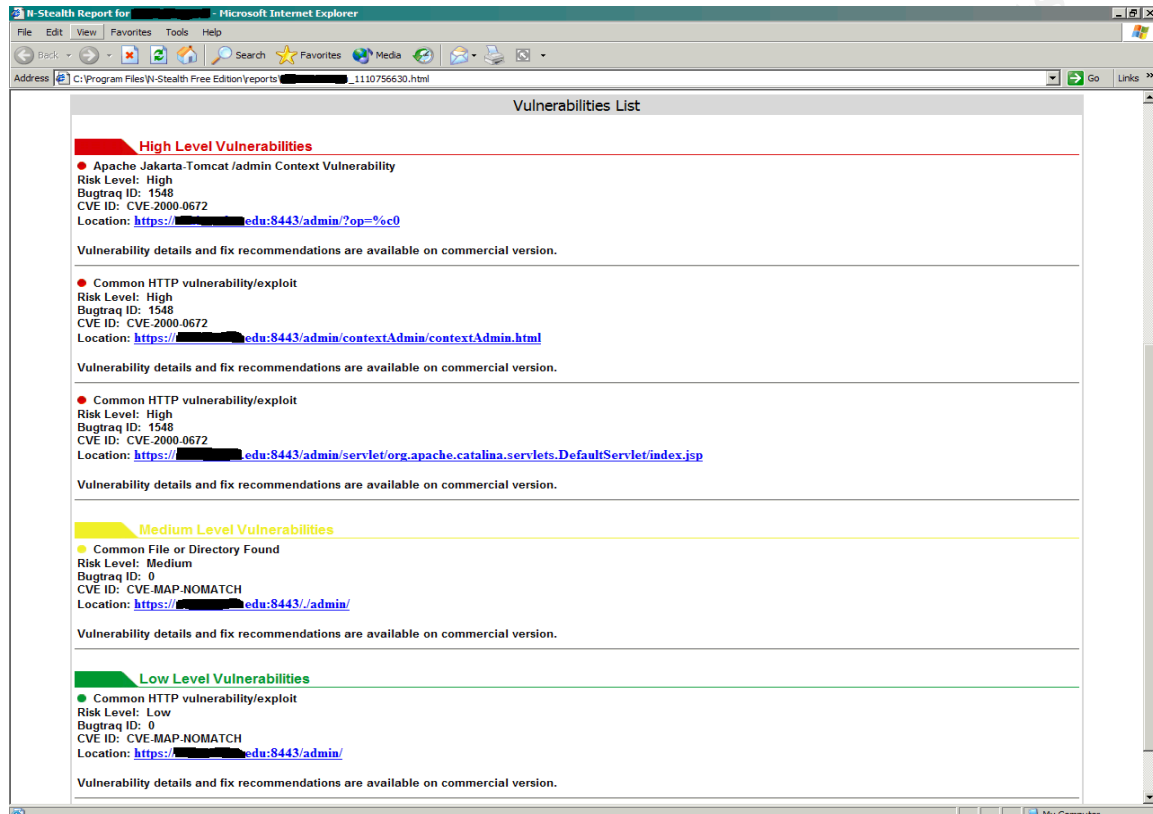 N-Stealth Report for - Microsoft Internet Explorer
File Edit View Favorites Tools Help
Back Search Favorites Media
Address C:\Program Files\N-Stealth Free Edition\reports\ _1110756630.html Go Links »
Vulnerabilities List
High Level Vulnerabilities
Apache Jakarta-Tomcat /admin Context Vulnerability
Risk Level: High
Bugtraq ID: 1548
CVE ID: CVE-2000-0672
Location: https:// edu:8443/admin/?op=%c0
Vulnerability details and fix recommendations are available on commercial version.
Common HTTP vulnerability/exploit
Risk Level: High
Bugtraq ID: 1548
CVE ID: CVE-2000-0672
Location: https:// edu:8443/admin/contextAdmin/contextAdmin.html
Vulnerability details and fix recommendations are available on commercial version.
Common HTTP vulnerability/exploit
Risk Level: High
Bugtraq ID: 1548
CVE ID: CVE-2000-0672
Location: https:// .edu:8443/admin/servlet/org.apache.catalina.servlets.DefaultServlet/index.jsp
Vulnerability details and fix recommendations are available on commercial version.
Medium Level Vulnerabilities
Common File or Directory Found
Risk Level: Medium
Bugtraq ID: 0
CVE ID: CVE-MAP-NOMATCH
Location: https:// edu:8443/./admin/
Vulnerability details and fix recommendations are available on commercial version.
Low Level Vulnerabilities
Common HTTP vulnerability/exploit
Risk Level: Low
Bugtraq ID: 0
CVE ID: CVE-MAP-NOMATCH
Location: https:// edu:8443/admin/
Vulnerability details and fix recommendations are available on commercial version.
My Computer